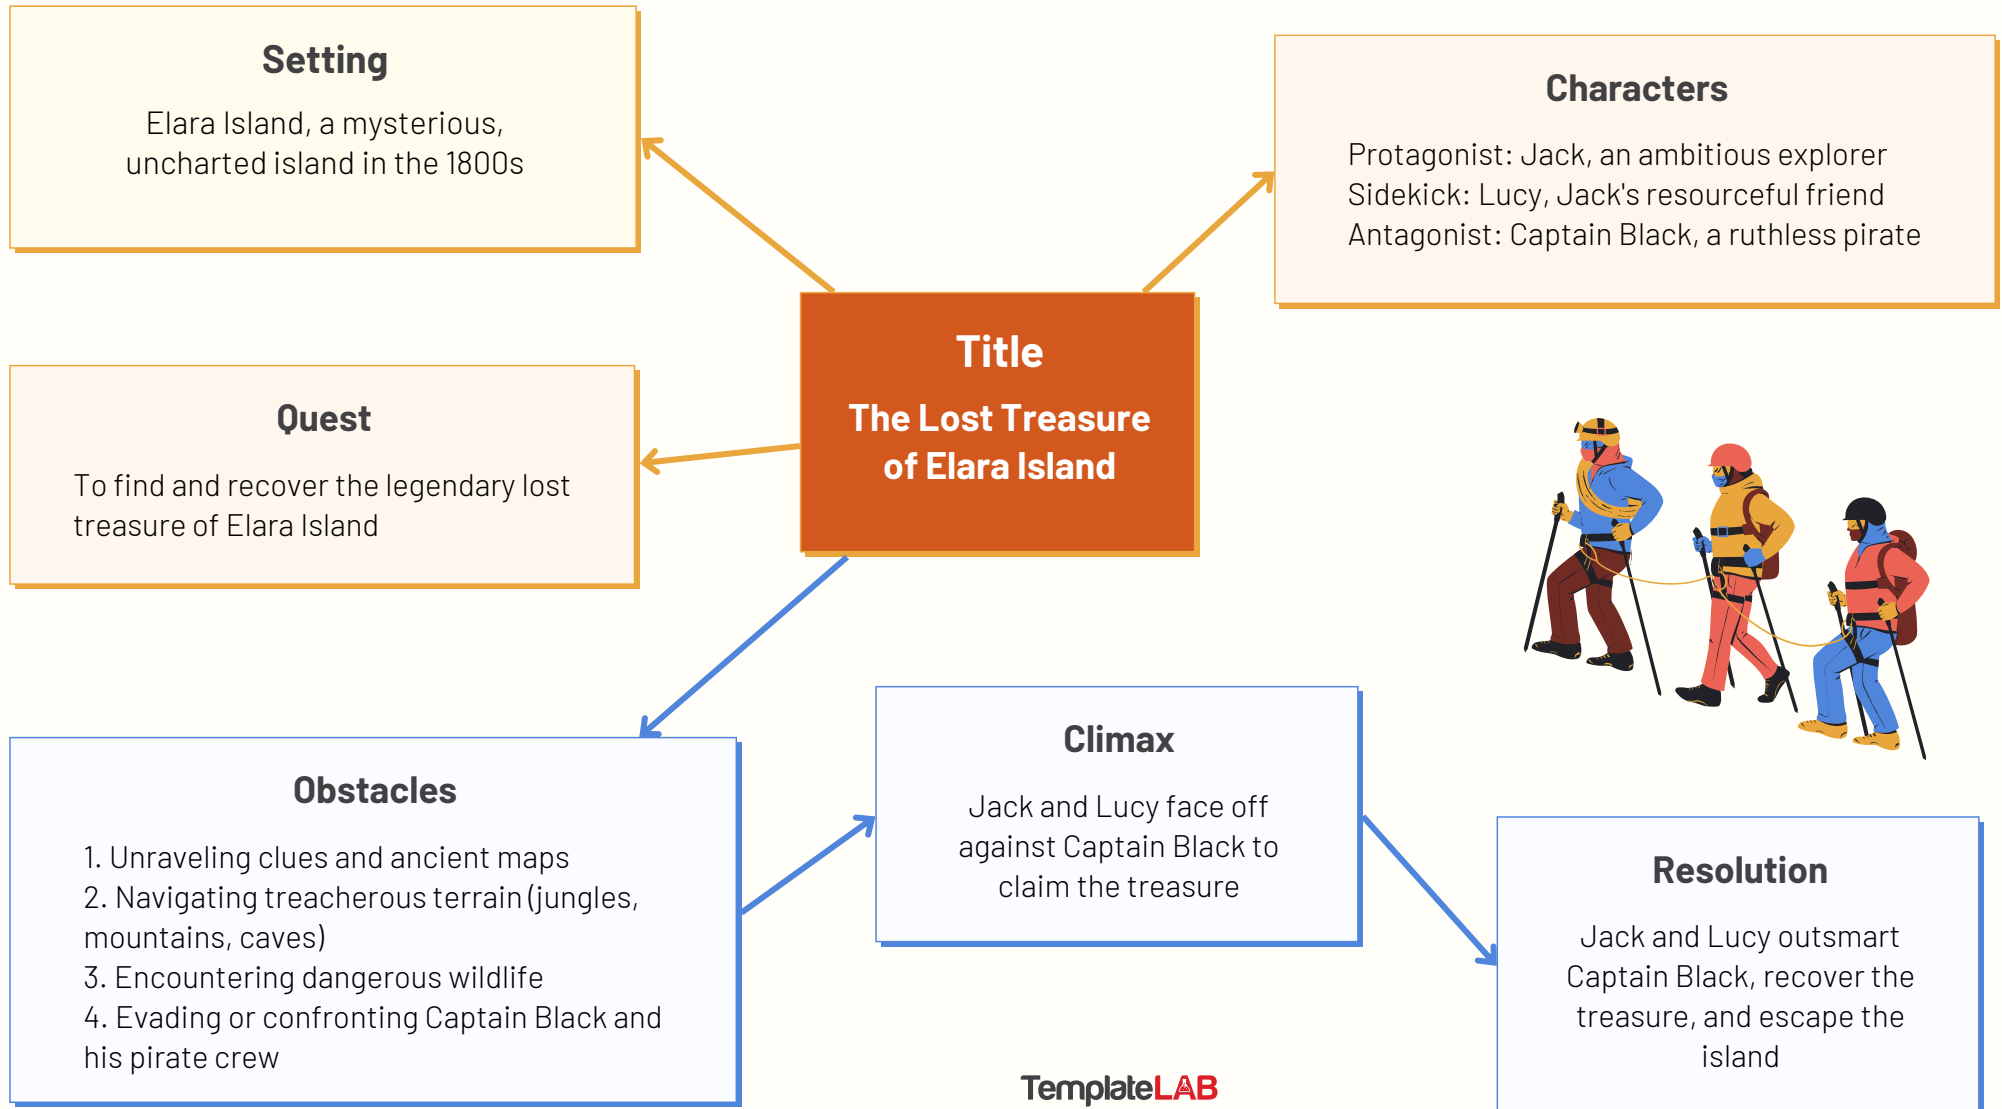 Setting
Elara Island, a mysterious,
uncharted island in the 1800s
Characters
Protagonist: Jack, an ambitious explorer
Sidekick: Lucy, Jack's resourceful friend
Antagonist: Captain Black, a ruthless pirate
Title
The Lost Treasure
of Elara Island
Quest
To find and recover the legendary lost
treasure of Elara Island
Obstacles
1. Unraveling clues and ancient maps
2. Navigating treacherous terrain (jungles,
mountains, caves)
3. Encountering dangerous wildlife
4. Evading or confronting Captain Black and
his pirate crew
Climax
Jack and Lucy face off
against Captain Black to
claim the treasure
Resolution
Jack and Lucy outsmart
Captain Black, recover the
treasure, and escape the
island
TemplateLAB